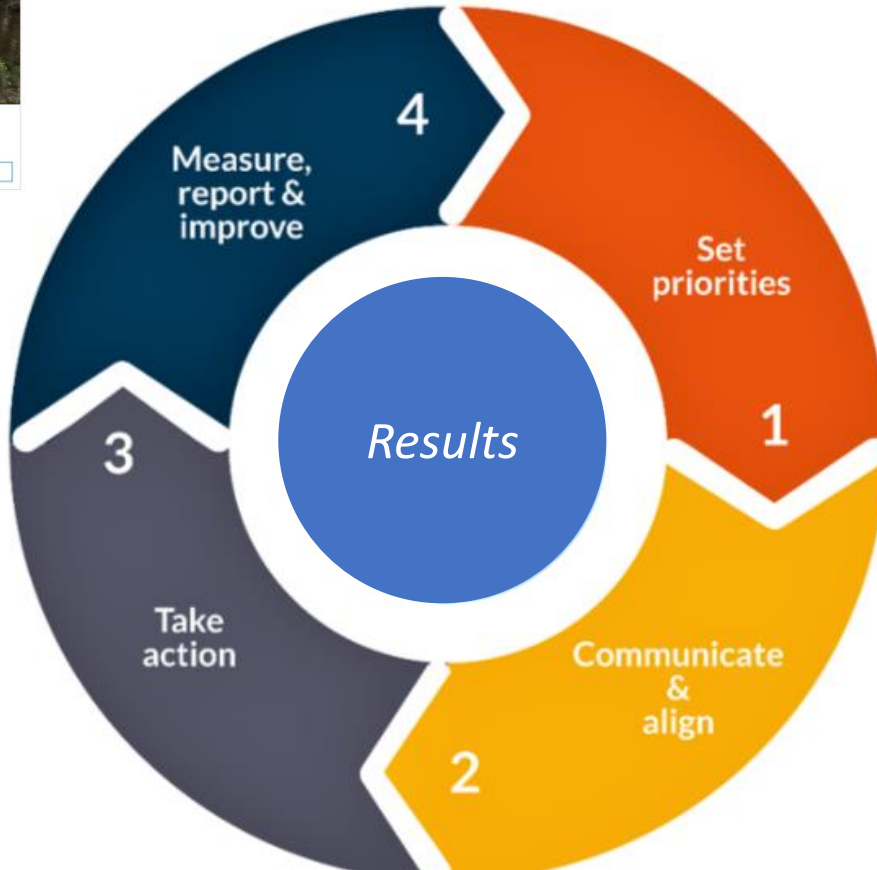 4
Measure,
report &
improve
Set
priorities
1
Results
3
Take
action
Communicate
&
align
2